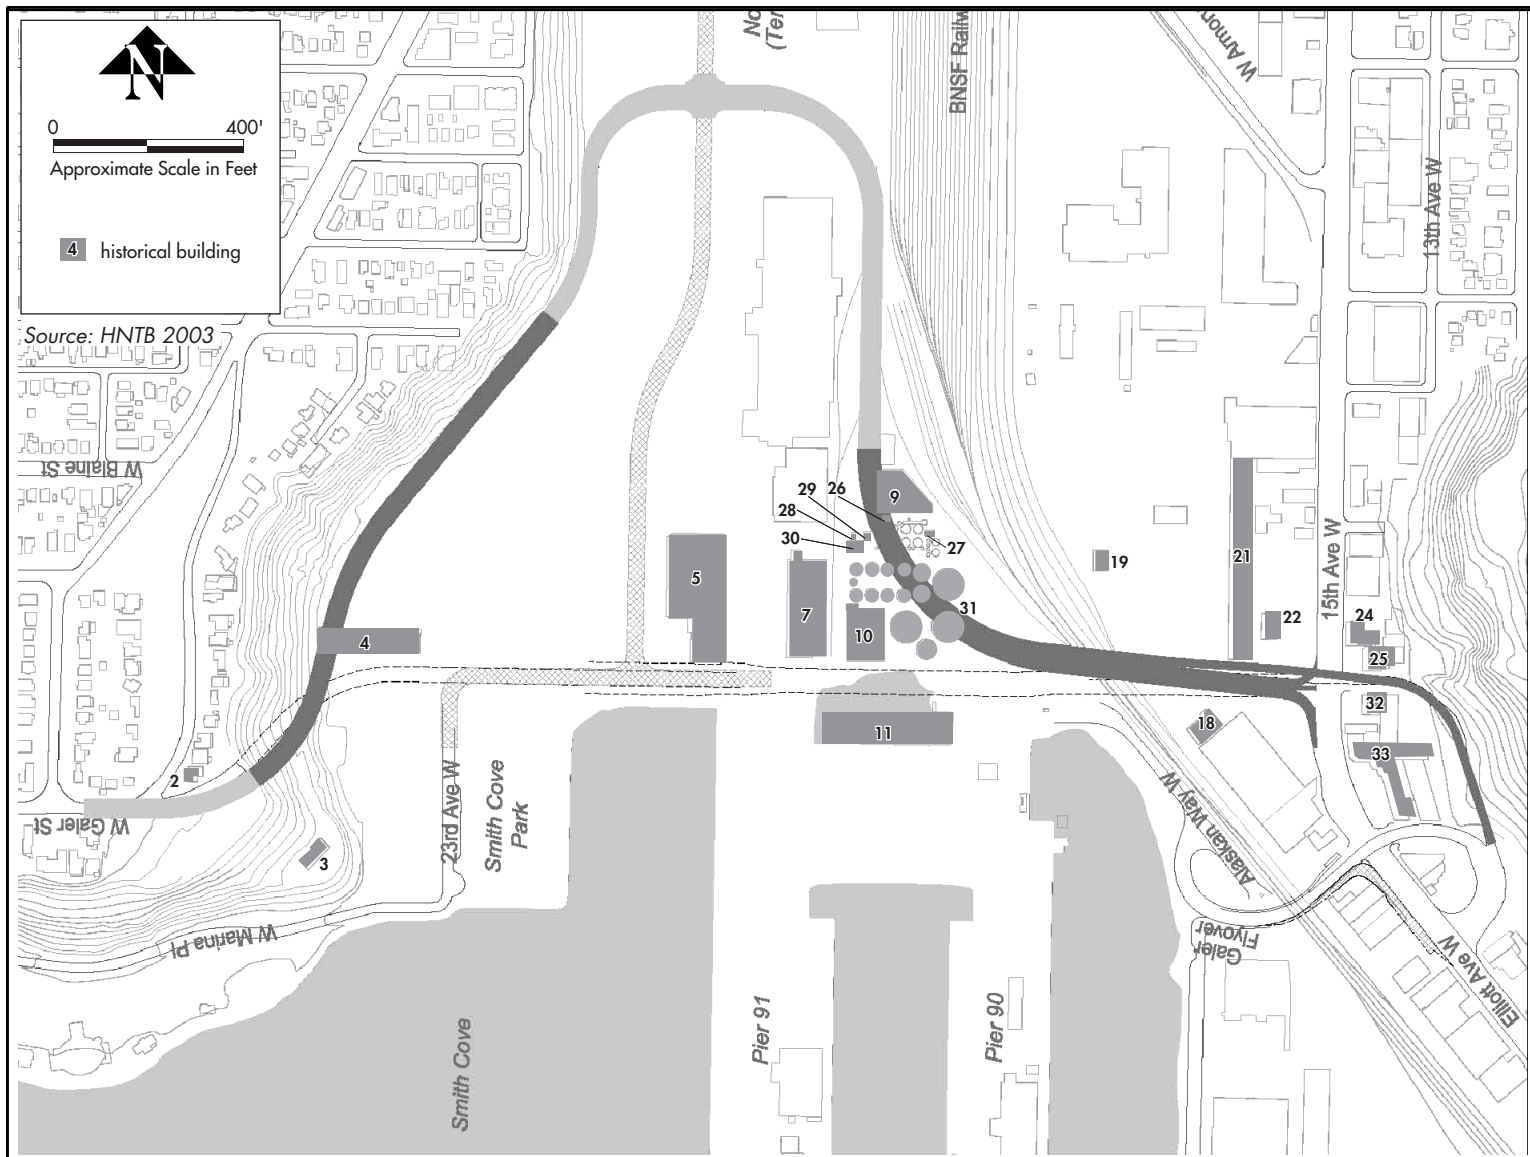 N
0 400'
Approximate Scale in Feet
4 historical building
Source: HNTB 2003
BNSF Railw
W Armor
13th Ave W
W Blaine St
29
26
9
28
30
27
5
7
10
31
19
21
22
15th Ave W
24
25
4
11
18
32
33
2
W Galer St
3
23rd Ave W
Smith Cove
Park
Alaskan Way W
W Marina Pl
Galer
Flyover
Elliott Ave W
Smith Cove
Pier 91
Pier 90